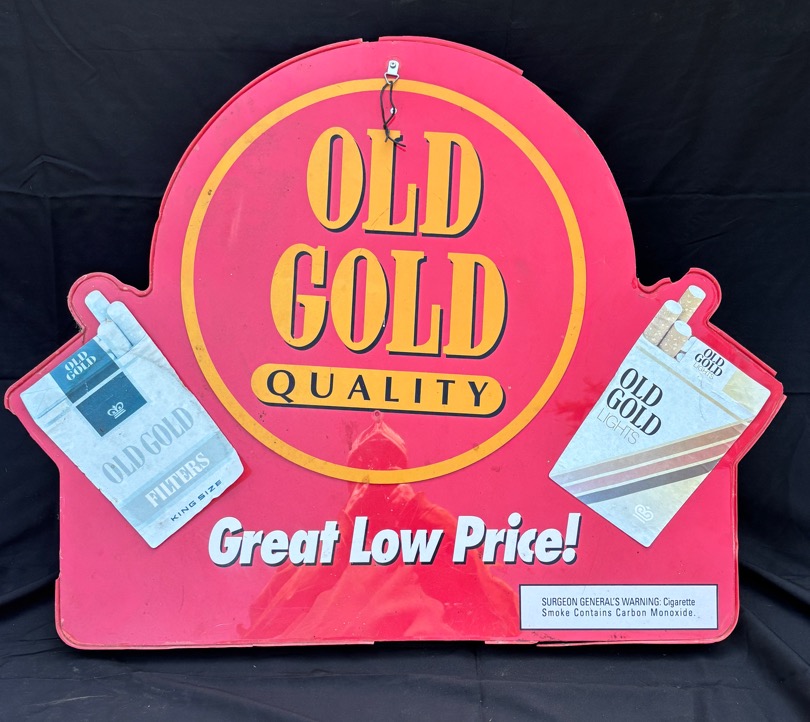 OLD
GOLD
QUALITY
OLD
GOLD
OLD GOLD
FILTERS
KING SIZE
OLD
GOLD
LIGHTS
OLD
GOLD
LIGHTS
Great Low Price!
SURGEON GENERAL'S WARNING: Cigarette
Smoke Contains Carbon Monoxide.